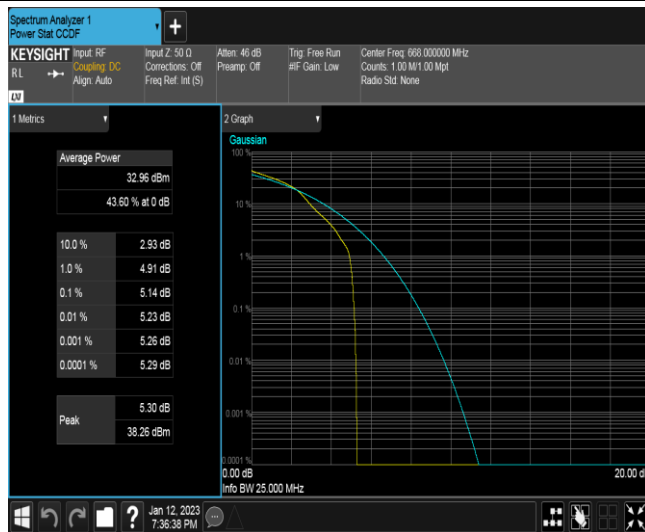 Spectrum Analyzer 1
Power Stat CCDF
+
KEYSIGHT
RL
LXI
Input: RF
Coupling: DC
Align: Auto
Input Z: 50 Ω
Corrections: Off
Freq Ref: Int (S)
Atten: 46 dB
Preamp: Off
Trig: Free Run
#IF Gain: Low
Center Freq: 668.000000 MHz
Counts: 1.00 M/1.00 Mpt
Radio Std: None
1 Metrics
Average Power
32.96 dBm
43.60 % at 0 dB
10.0 % 2.93 dB
1.0 % 4.91 dB
0.1 % 5.14 dB
0.01 % 5.23 dB
0.001 % 5.26 dB
0.0001 % 5.29 dB
Peak
5.30 dB
38.26 dBm
2 Graph
Gaussian
100 %
10 %
1 %
0.1 %
0.01 %
0.001 %
0.0001 %
0.00 dB
20.00 d
Info BW 25.000 MHz
?
Jan 12, 2023
7:36:38 PM